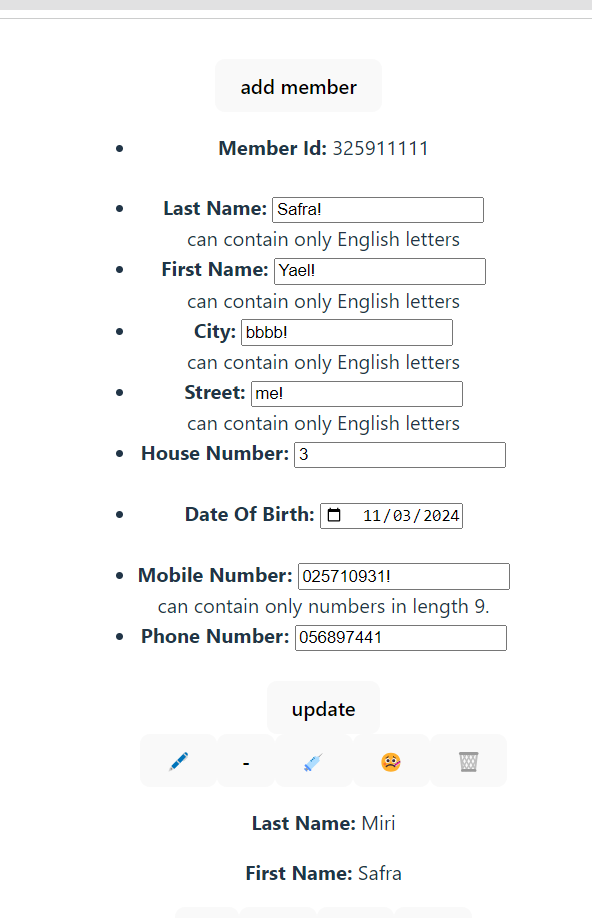 add member
Member Id: 325911111
Last Name: Safra!
can contain only English letters
First Name: Yael!
can contain only English letters
City: bbbb!
can contain only English letters
Street: me!
can contain only English letters
House Number: 3
Date Of Birth: 11/03/2024
Mobile Number: 025710931!
can contain only numbers in length 9.
Phone Number: 056897441
update
-
Last Name: Miri
First Name: Safra